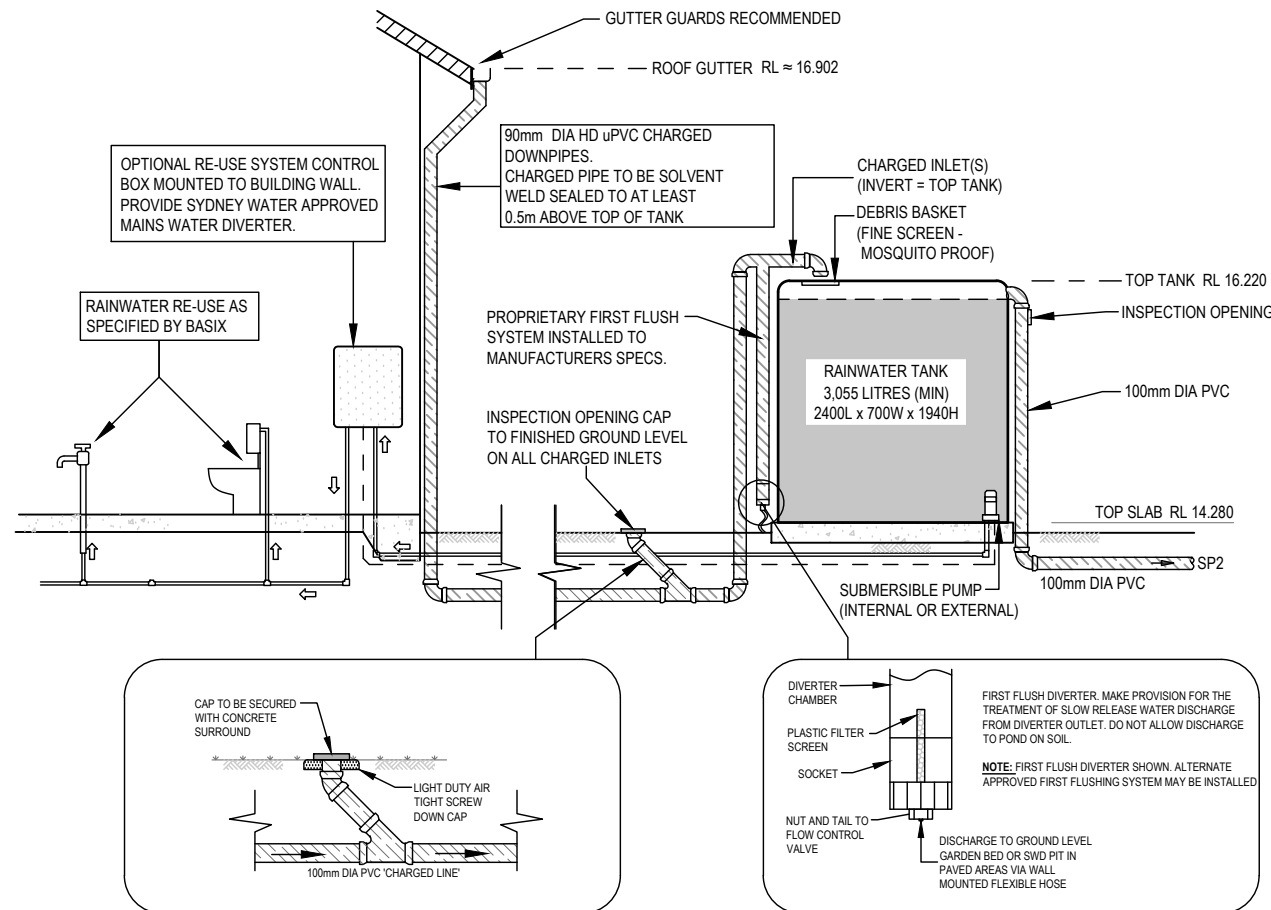 GUTTER GUARDS RECOMMENDED
ROOF GUTTER RL ≈ 16.902
90mm DIA HD uPVC CHARGED
DOWNPIPES.
CHARGED PIPE TO BE SOLVENT
WELD SEALED TO AT LEAST
0.5m ABOVE TOP OF TANK
OPTIONAL RE-USE SYSTEM CONTROL
BOX MOUNTED TO BUILDING WALL.
PROVIDE SYDNEY WATER APPROVED
MAINS WATER DIVERTER.
CHARGED INLET(S)
(INVERT = TOP TANK)
DEBRIS BASKET
(FINE SCREEN -
MOSQUITO PROOF)
TOP TANK RL 16.220
INSPECTION OPENING
RAINWATER RE-USE AS
SPECIFIED BY BASIX
PROPRIETARY FIRST FLUSH
SYSTEM INSTALLED TO
MANUFACTURERS SPECS.
RAINWATER TANK
3,055 LITRES (MIN)
2400L x 700W x 1940H
100mm DIA PVC
INSPECTION OPENING CAP
TO FINISHED GROUND LEVEL
ON ALL CHARGED INLETS
TOP SLAB RL 14.280
SP2
100mm DIA PVC
SUBMERSIBLE PUMP
(INTERNAL OR EXTERNAL)
CAP TO BE SECURED
WITH CONCRETE
SURROUND
LIGHT DUTY AIR
TIGHT SCREW
DOWN CAP
100mm DIA PVC 'CHARGED LINE'
DIVERTER
CHAMBER
PLASTIC FILTER
SCREEN
SOCKET
NUT AND TAIL TO
FLOW CONTROL
VALVE
DISCHARGE TO GROUND LEVEL
GARDEN BED OR SWD PIT IN
PAVED AREAS VIA WALL
MOUNTED FLEXIBLE HOSE
FIRST FLUSH DIVERTER. MAKE PROVISION FOR THE
TREATMENT OF SLOW RELEASE WATER DISCHARGE
FROM DIVERTER OUTLET. DO NOT ALLOW DISCHARGE
TO POND ON SOIL.
NOTE: FIRST FLUSH DIVERTER SHOWN. ALTERNATE
APPROVED FIRST FLUSHING SYSTEM MAY BE INSTALLED